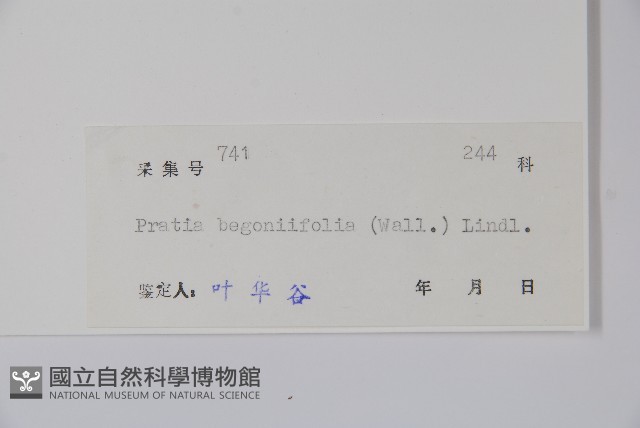 采集号 741 244 科
Pratia begoniifolia (Wall.) Lindl.
鉴定人: 叶华谷 年 月 日
國立自然科學博物館
NATIONAL MUSEUM OF NATURAL SCIENCE